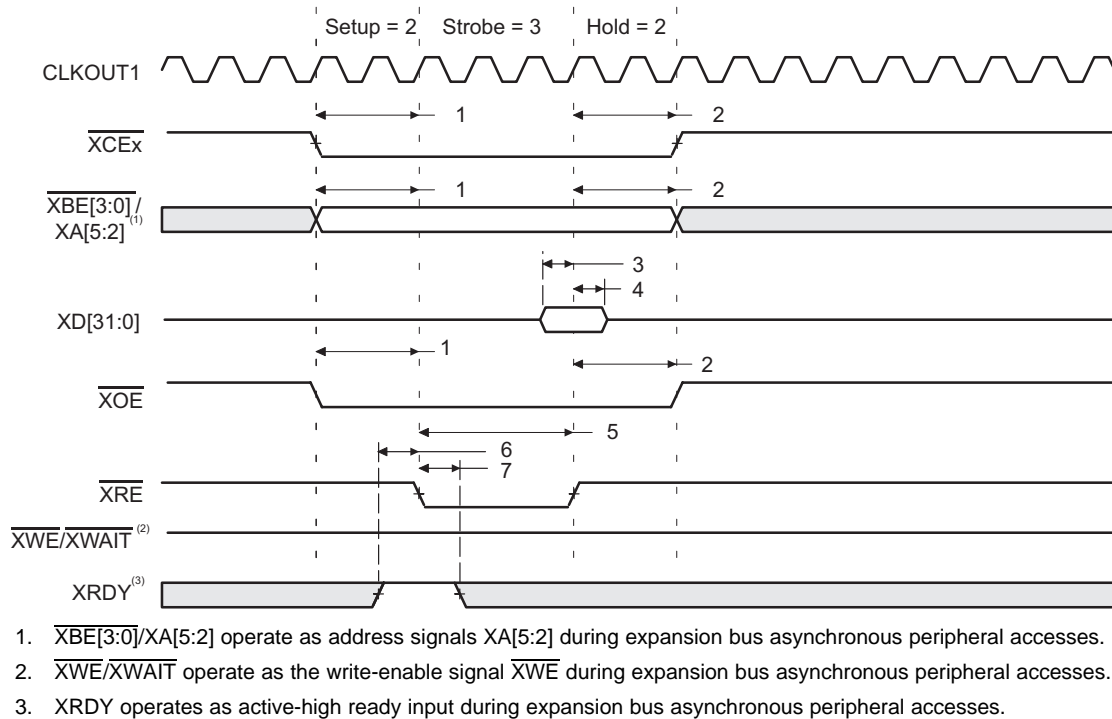 Setup = 2 Strobe = 3 Hold = 2
CLKOUT1
1 2
XCEx
1 2
XBE[3:0]/
XA[5:2] (1)
3
4
XD[31:0]
1 2
XOE
5
6
7
XRE
XWE/XWAIT (2)
XRDY(3)
1. XBE[3:0]/XA[5:2] operate as address signals XA[5:2] during expansion bus asynchronous peripheral accesses.
2. XWE/XWAIT operate as the write-enable signal XWE during expansion bus asynchronous peripheral accesses.
3. XRDY operates as active-high ready input during expansion bus asynchronous peripheral accesses.